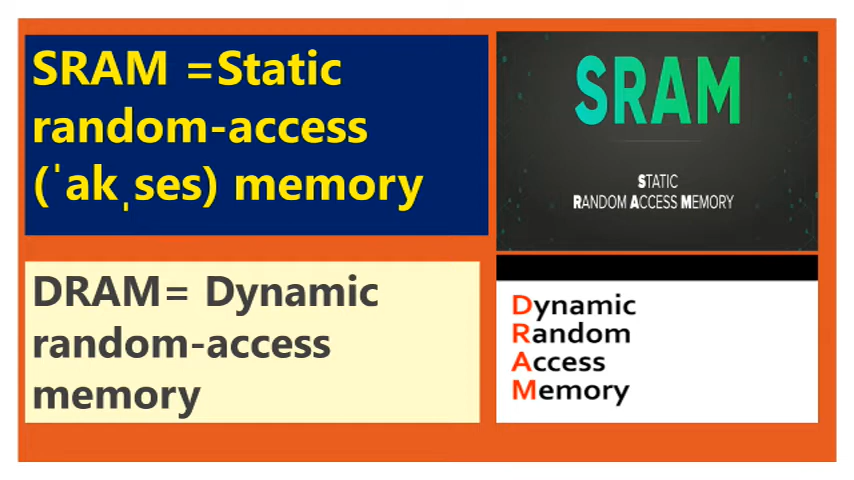 SRAM =Static
random-access
(ˈakˌses) memory
SRAM
STATIC
RANDOM ACCESS MEMORY
DRAM= Dynamic
random-access
memory
Dynamic
Random
Access
Memory